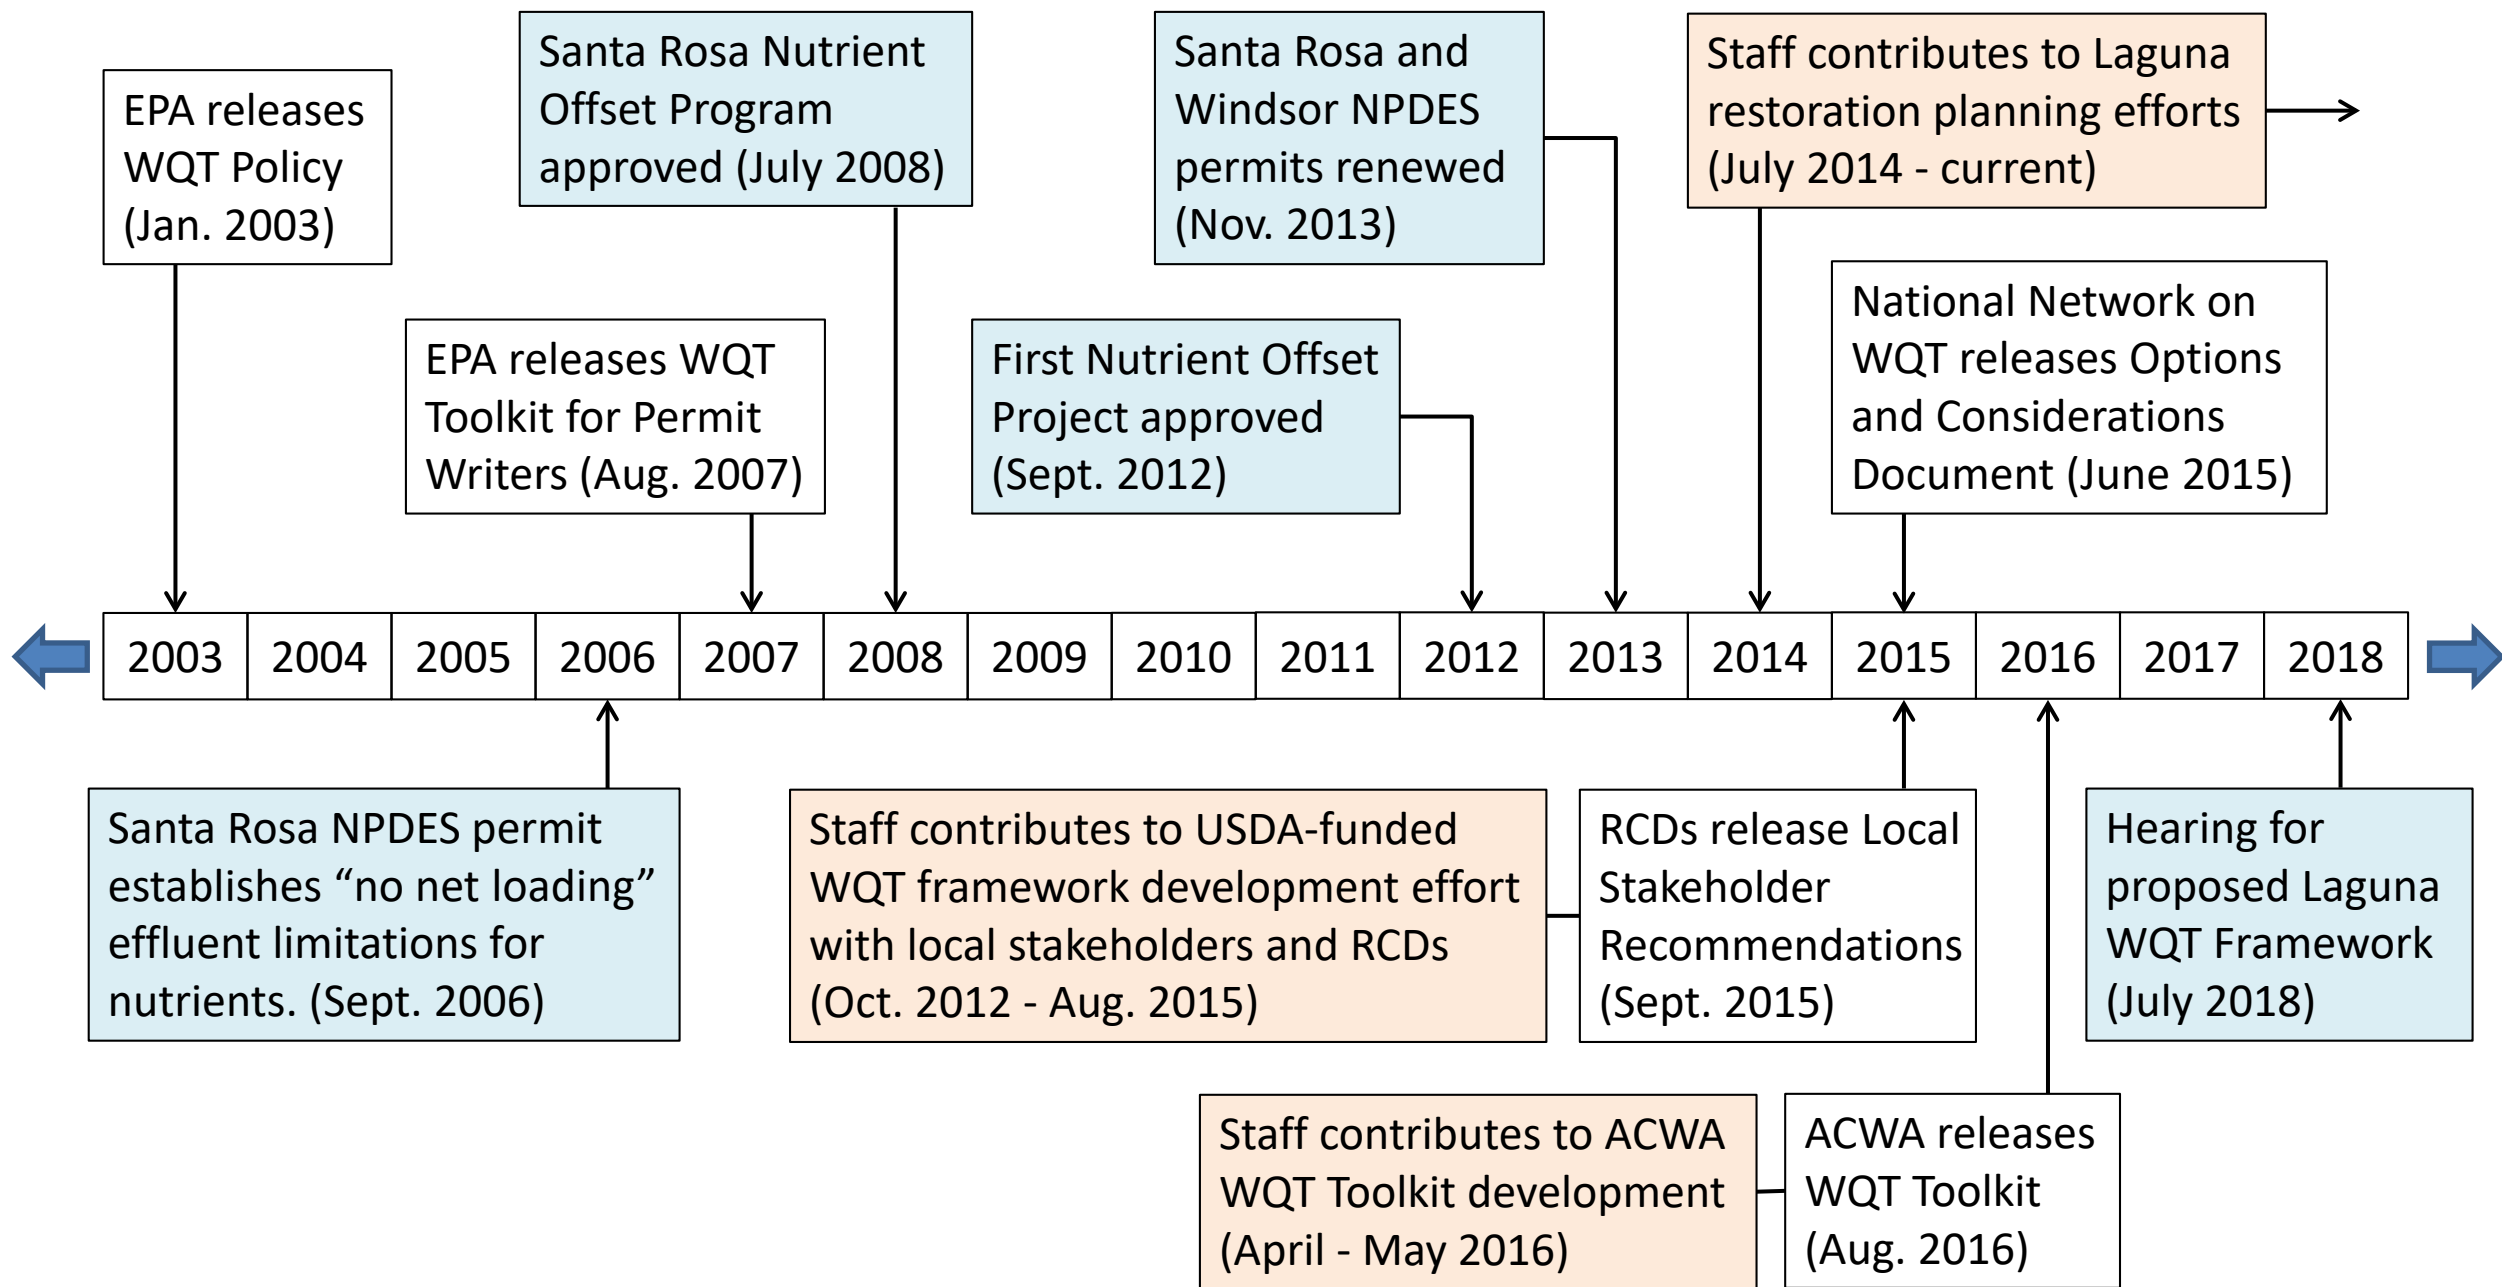 EPA releases
WQT Policy
(Jan. 2003)
Santa Rosa Nutrient
Offset Program
approved (July 2008)
Santa Rosa and
Windsor NPDES
permits renewed
(Nov. 2013)
Staff contributes to Laguna
restoration planning efforts
(July 2014 - current)
EPA releases WQT
Toolkit for Permit
Writers (Aug. 2007)
First Nutrient Offset
Project approved
(Sept. 2012)
National Network on
WQT releases Options
and Considerations
Document (June 2015)
2003 2004 2005 2006 2007 2008 2009 2010 2011 2012 2013 2014 2015 2016 2017 2018
Santa Rosa NPDES permit
establishes “no net loading”
effluent limitations for
nutrients. (Sept. 2006)
Staff contributes to USDA-funded
WQT framework development effort
with local stakeholders and RCDs
(Oct. 2012 - Aug. 2015)
RCDs release Local
Stakeholder
Recommendations
(Sept. 2015)
Hearing for
proposed Laguna
WQT Framework
(July 2018)
Staff contributes to ACWA
WQT Toolkit development
(April - May 2016)
ACWA releases
WQT Toolkit
(Aug. 2016)